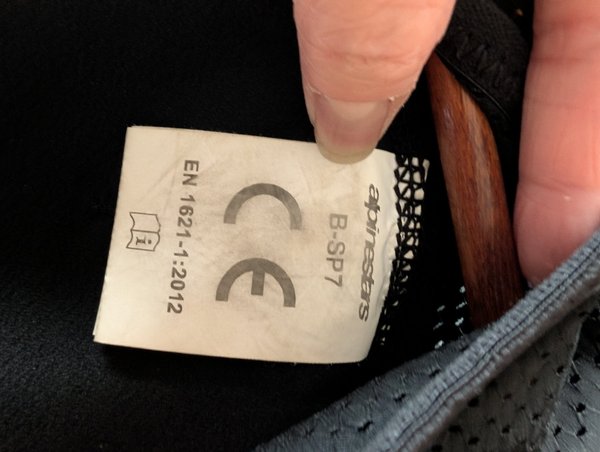 alpinestars
B-SP7
CE
EN 1621-1:2012
i